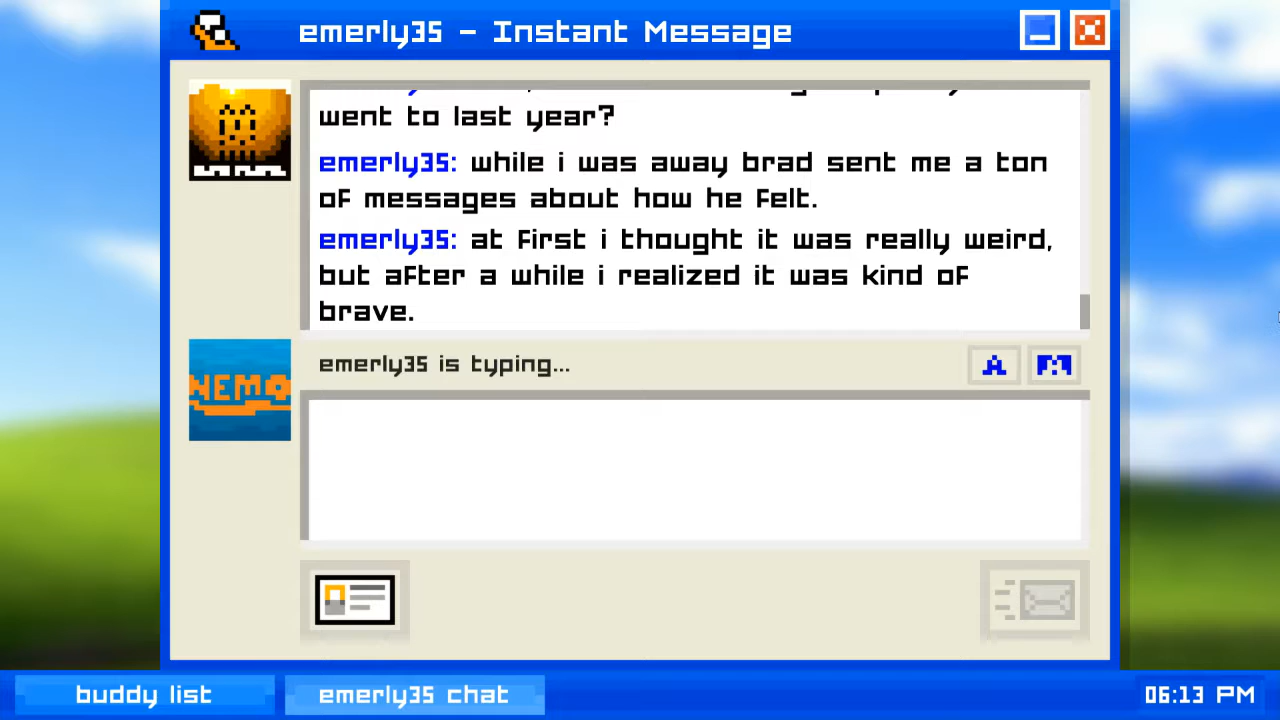 emerly35 - Instant Message
went to last year?
emerly35: while i was away brad sent me a ton
of messages about how he felt.
emerly35: at first i thought it was really weird,
but after a while i realized it was kind of
brave.
emerly35 is typing...
A
NEMO
buddy list
emerly35 chat
06:13 PM